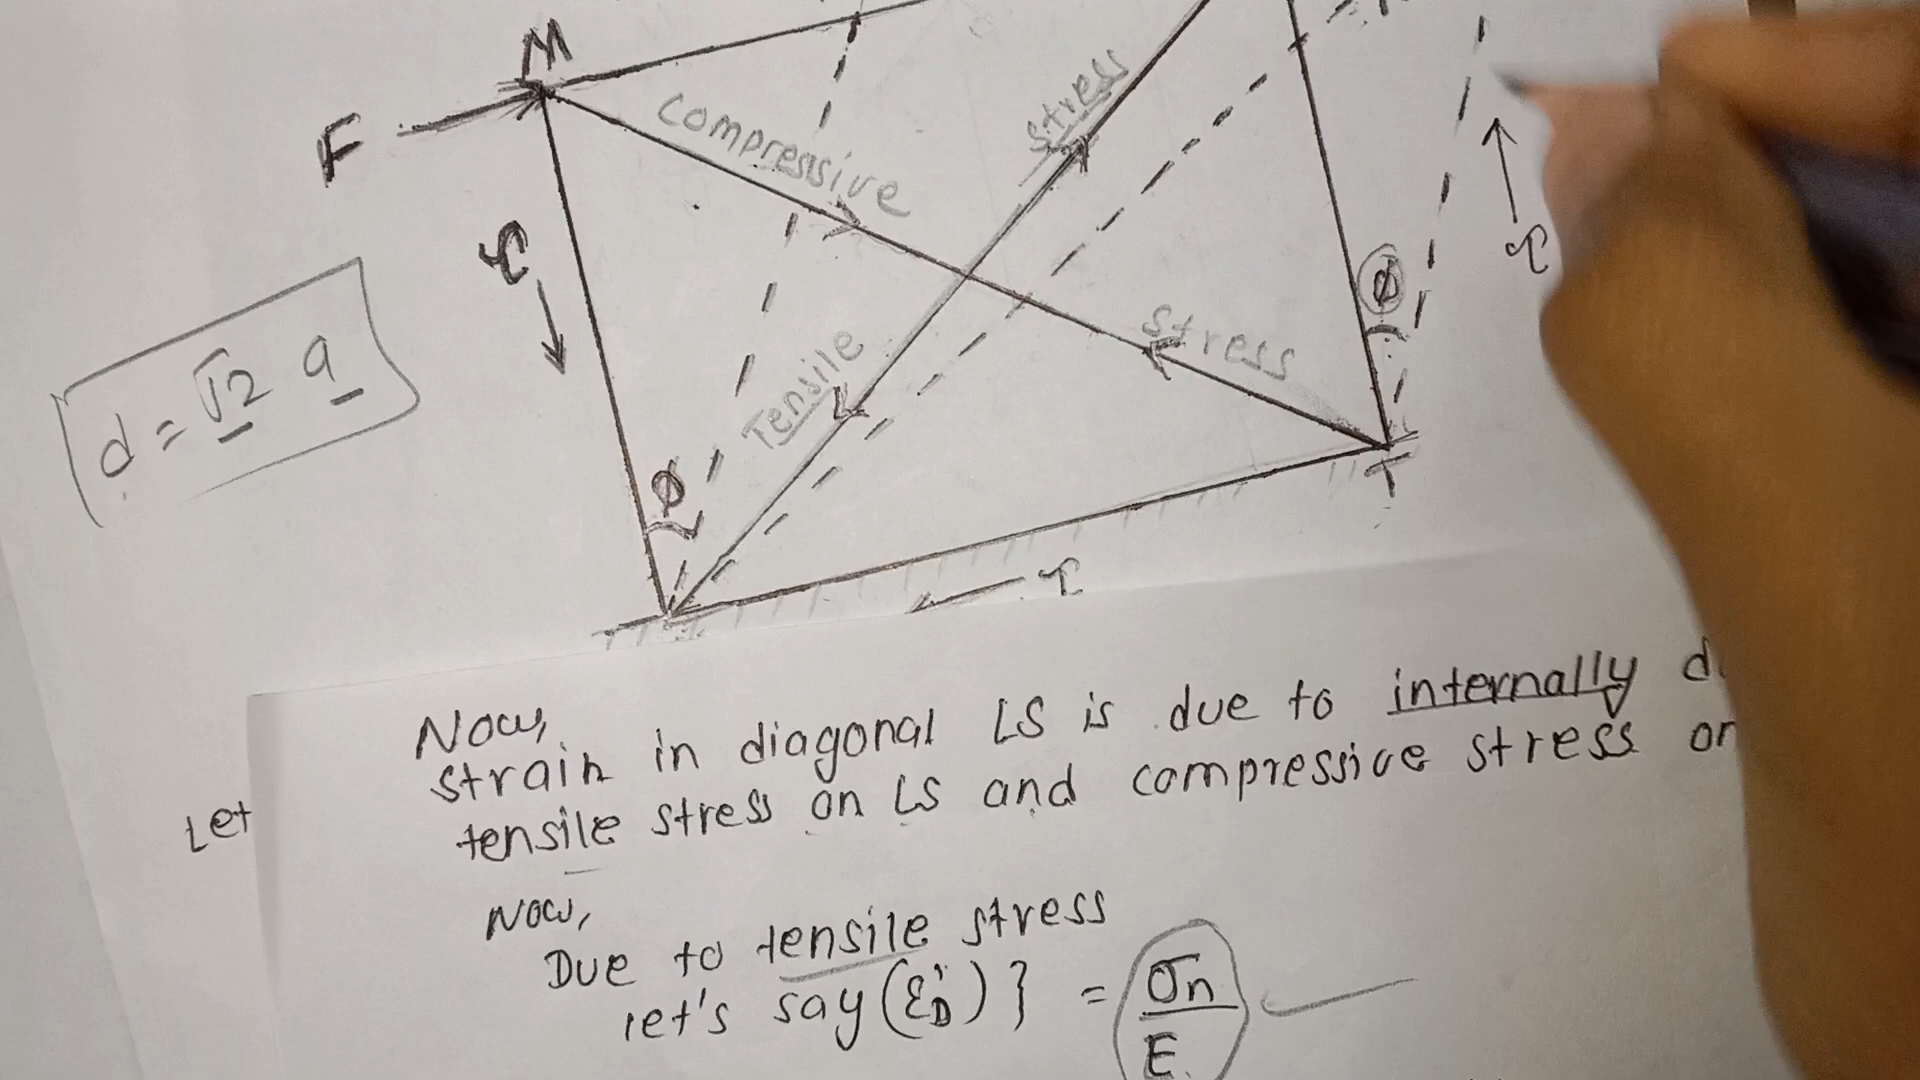 M
F
compressive
stress
τ
τ
d = √2 a
Tensile
stress
ϕ
ϕ
T
τ
Now,
strain in diagonal LS is due to internally
tensile stress on LS and compressive stress on
Let
Now,
Due to tensile stress
let's say (ε'D) } = σn
E